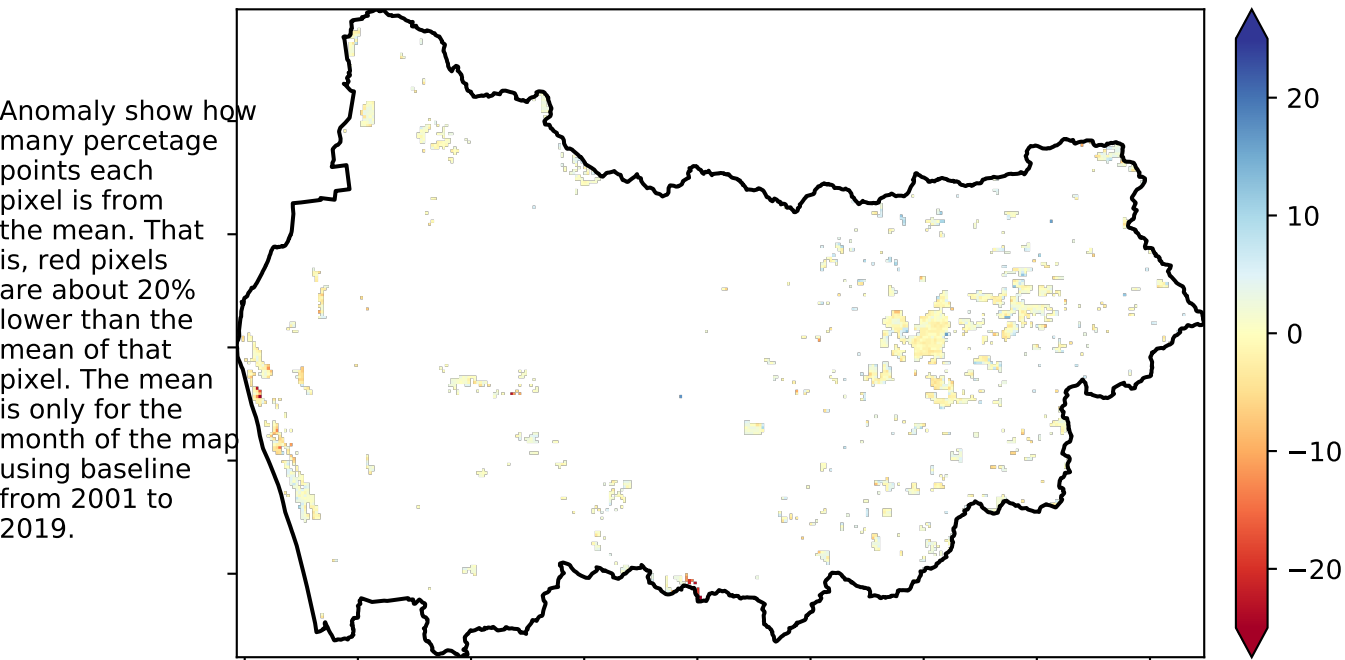 Anomaly show how
many percetage
points each
pixel is from
the mean. That
is, red pixels
are about 20%
lower than the
mean of that
pixel. The mean
is only for the
month of the map
using baseline
from 2001 to
2019.
20
10
0
−10
−20